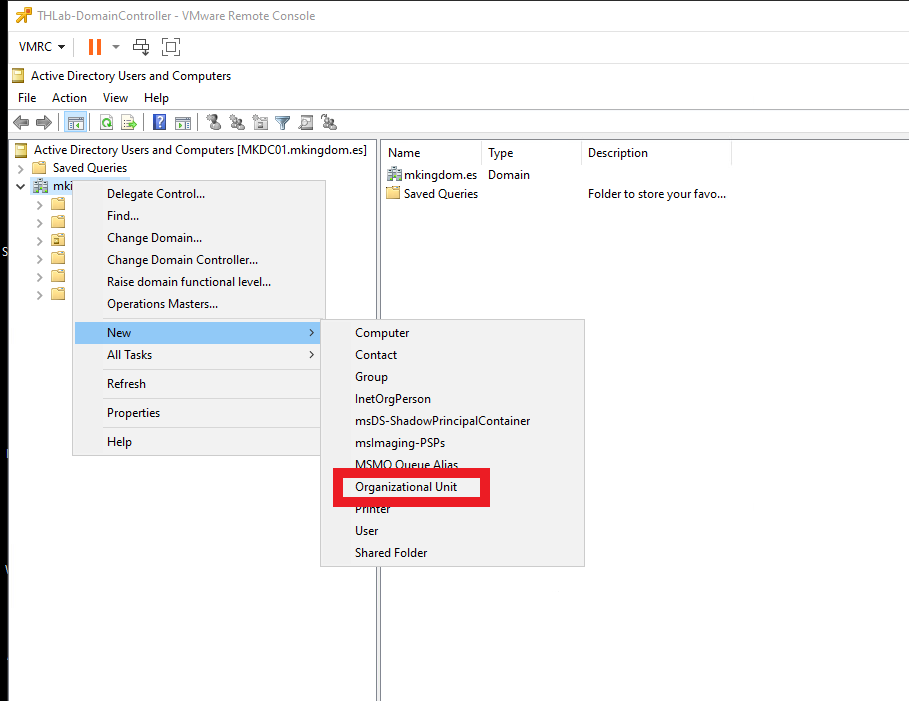 THLab-DomainController - VMware Remote Console
VMRC
Active Directory Users and Computers
File Action View Help
Active Directory Users and Computers [MKDC01.mkingdom.es]
Saved Queries
mki
Name Type Description
mkingdom.es Domain
Saved Queries Folder to store your favo...
Delegate Control...
Find...
Change Domain...
Change Domain Controller...
Raise domain functional level...
Operations Masters...
New
All Tasks
Refresh
Properties
Help
Computer
Contact
Group
InetOrgPerson
msDS-ShadowPrincipalContainer
msImaging-PSPs
MSMQ Queue Alias
Organizational Unit
Printer
User
Shared Folder